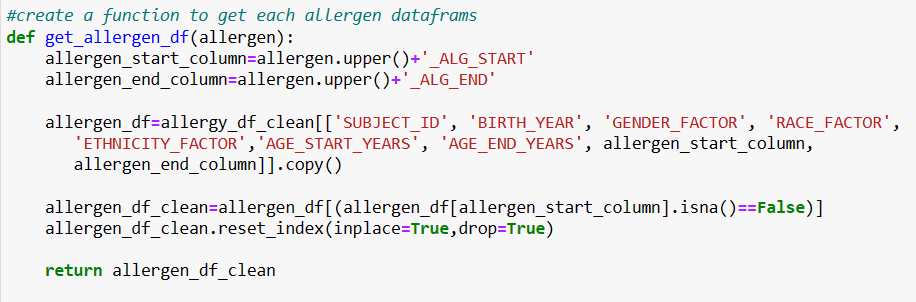 #create a function to get each allergen dataframs
def get_allergen_df(allergen):
    allergen_start_column=allergen.upper()+'_ALG_START'
    allergen_end_column=allergen.upper()+'_ALG_END'

    allergen_df=allergy_df_clean[['SUBJECT_ID', 'BIRTH_YEAR', 'GENDER_FACTOR', 'RACE_FACTOR',
       'ETHNICITY_FACTOR','AGE_START_YEARS', 'AGE_END_YEARS', allergen_start_column,
       allergen_end_column]].copy()

    allergen_df_clean=allergen_df[(allergen_df[allergen_start_column].isna()==False)]
    allergen_df_clean.reset_index(inplace=True,drop=True)

    return allergen_df_clean